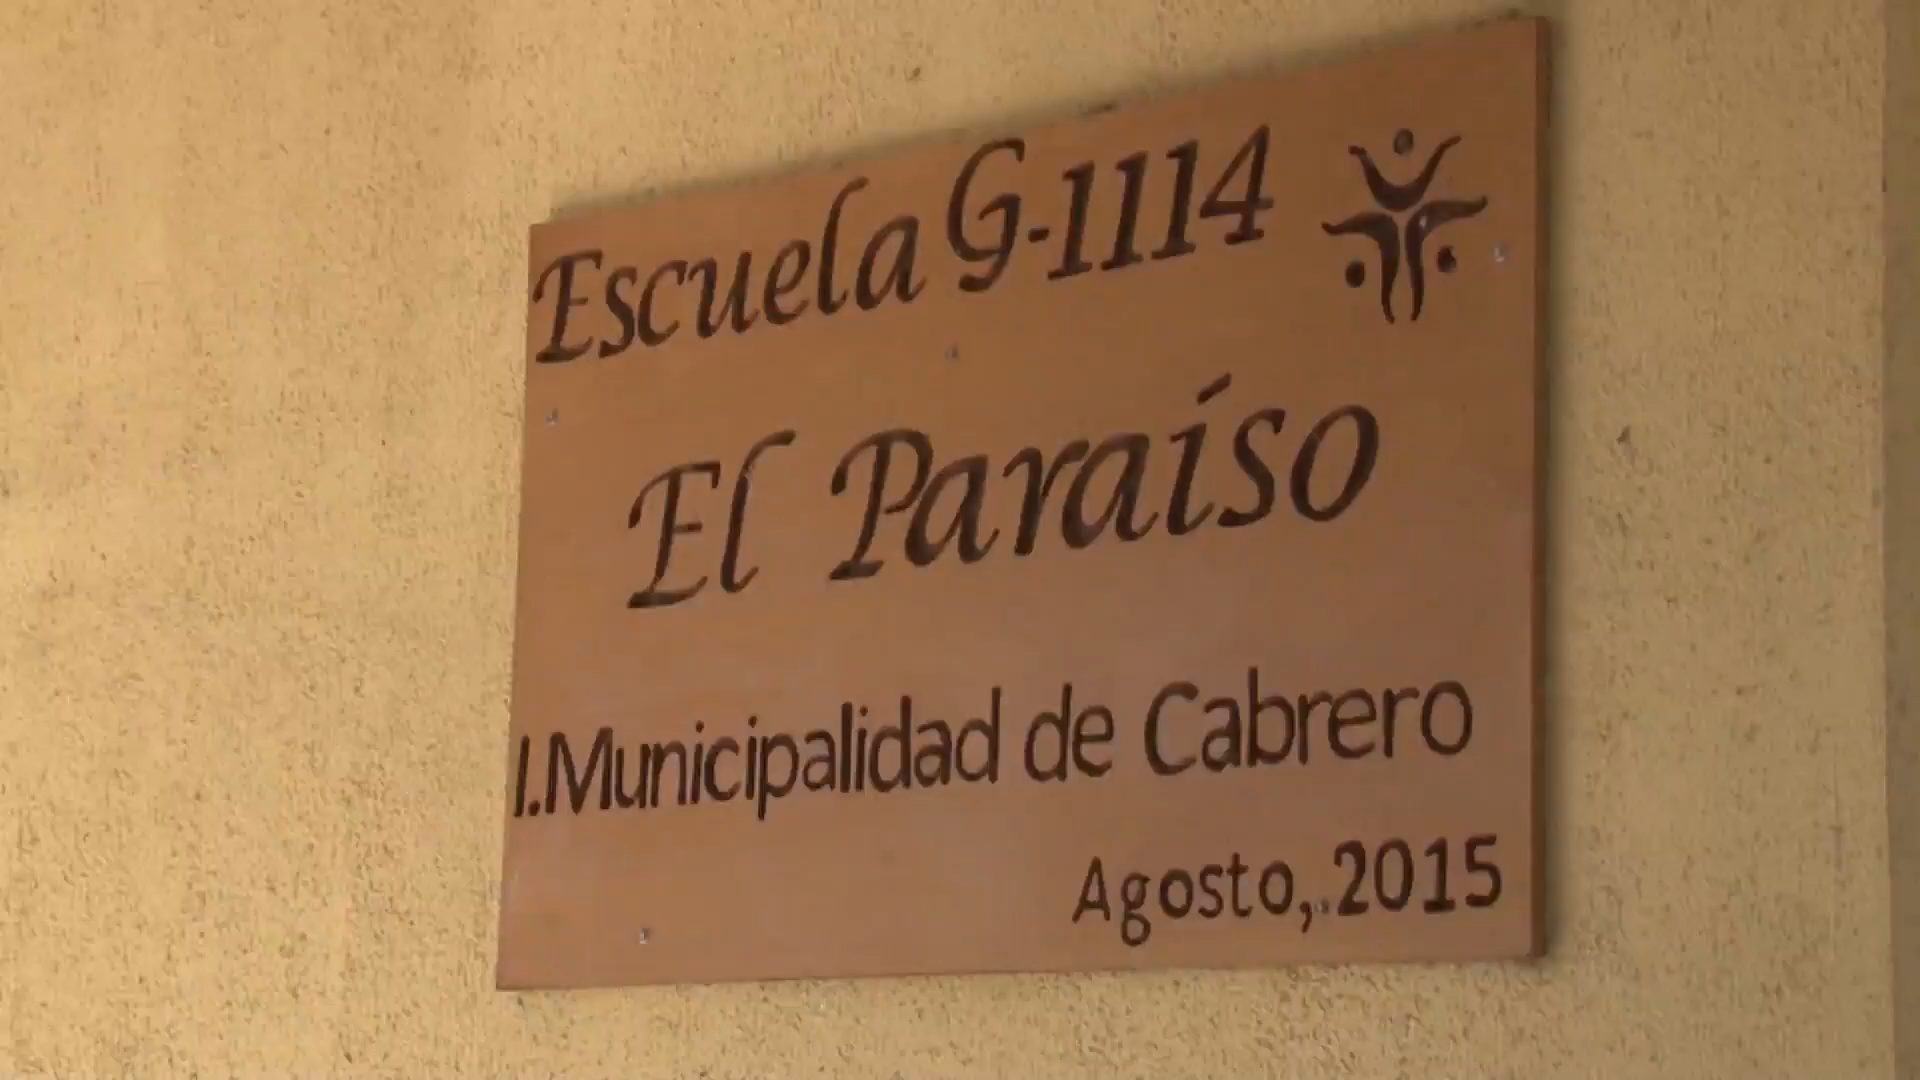 Escuela G-1114
El Paraíso
I.Municipalidad de Cabrero
Agosto, 2015